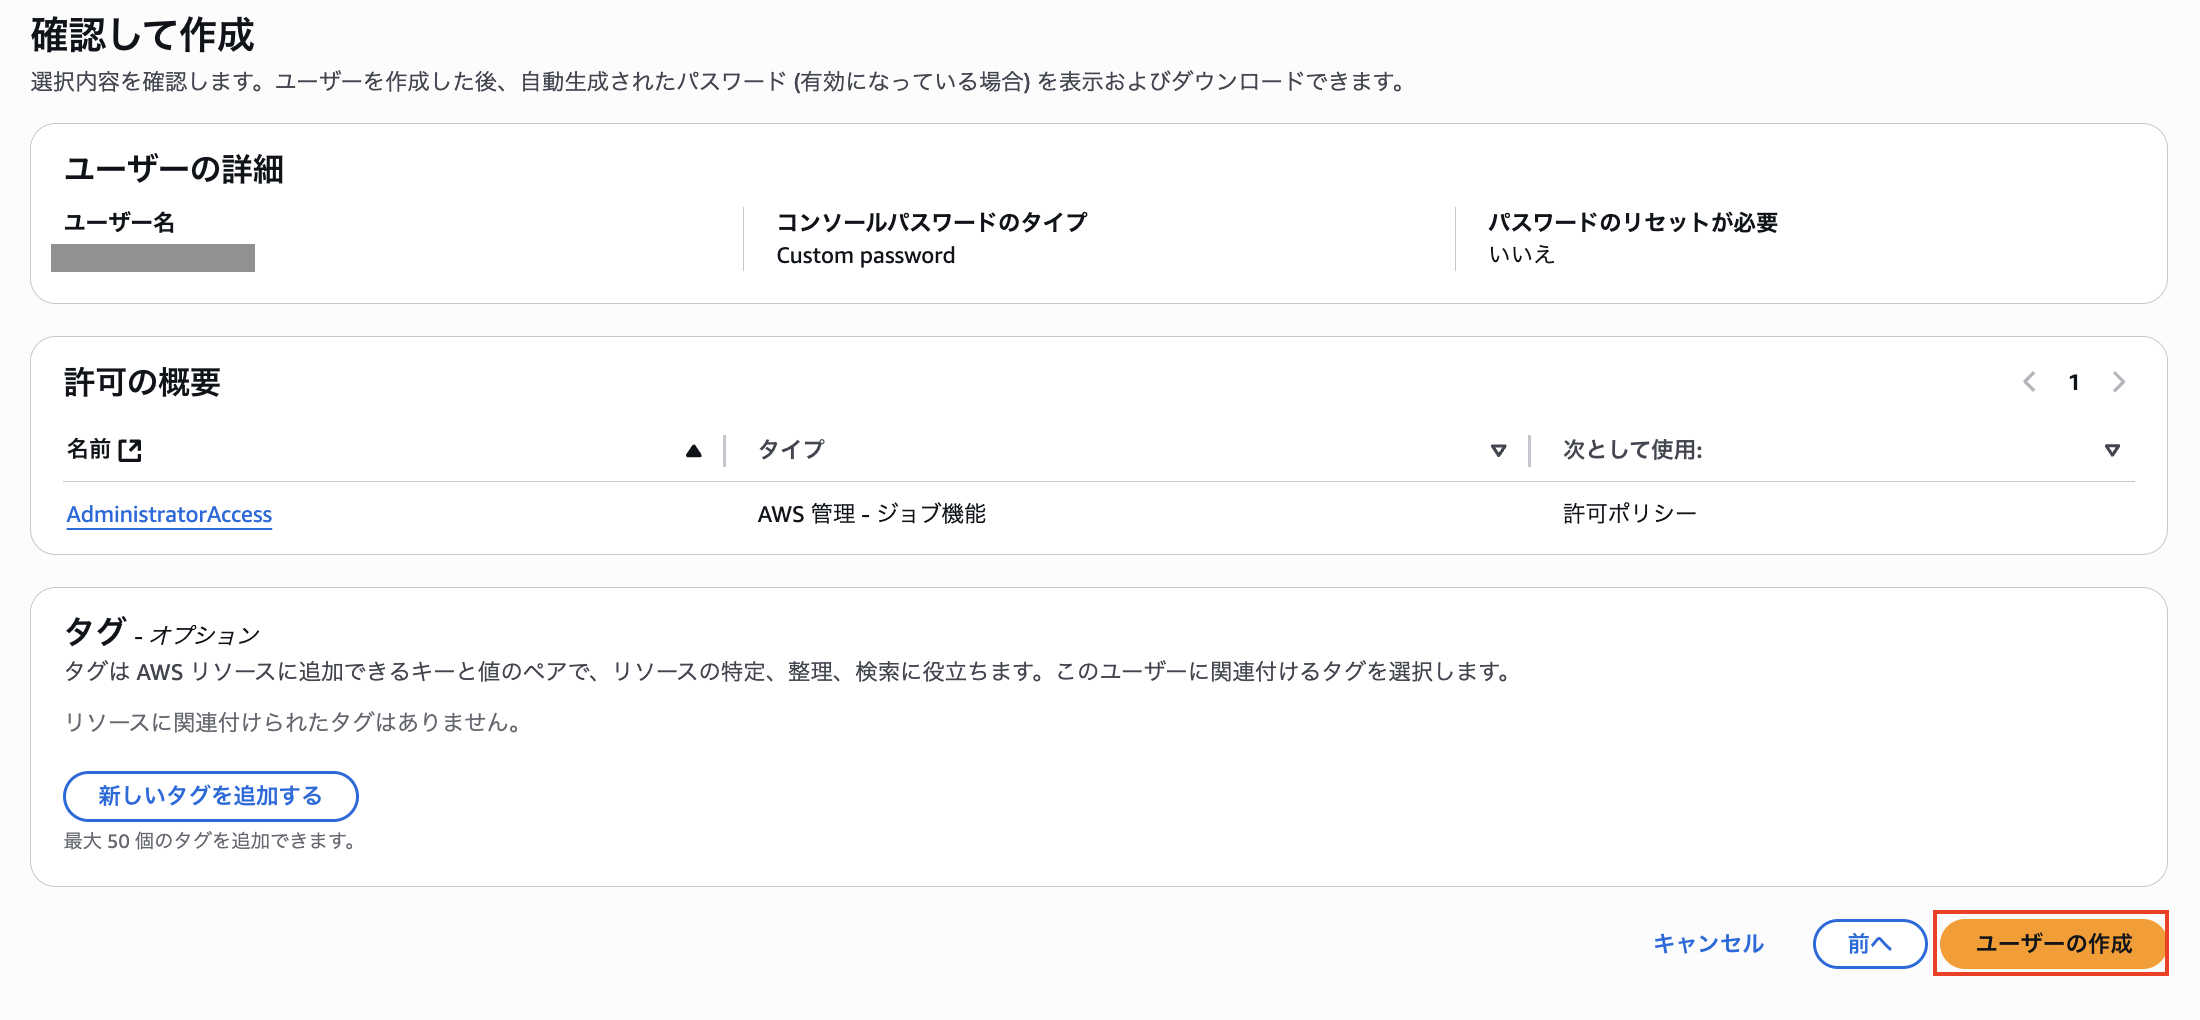 確認して作成
選択内容を確認します。ユーザーを作成した後、自動生成されたパスワード (有効になっている場合) を表示およびダウンロードできます。
ユーザーの詳細
ユーザー名
コンソールパスワードのタイプ
Custom password
パスワードのリセットが必要
いいえ
許可の概要
1
名前 タイプ 次として使用:
AdministratorAccess AWS 管理 - ジョブ機能 許可ポリシー
タグ - オプション
タグは AWS リソースに追加できるキーと値のペアで、リソースの特定、整理、検索に役立ちます。このユーザーに関連付けるタグを選択します。
リソースに関連付けられたタグはありません。
新しいタグを追加する
最大 50 個のタグを追加できます。
キャンセル 前へ ユーザーの作成